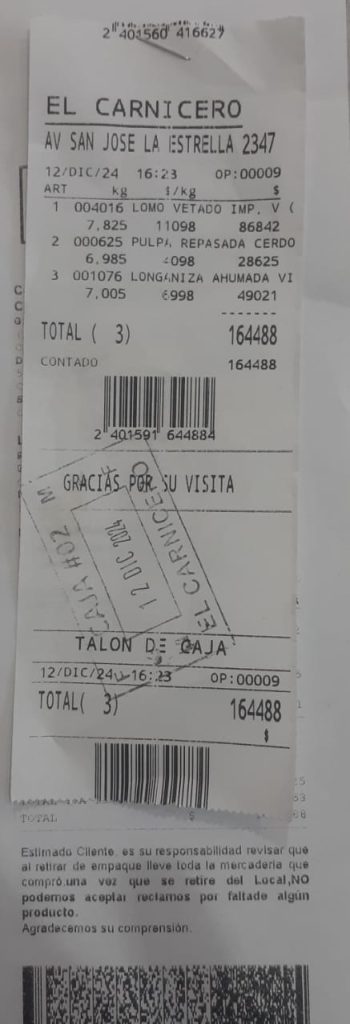 2 401560 416627
EL CARNICERO
AV SAN JOSE LA ESTRELLA 2347
12/DIC/24 16:23 OP:00009
ART kg $/kg $
1 004016 LOMO VETADO IMP. V (
7,825 11098 86842
2 000625 PULPA REPASADA CERDO
6,985 4098 28625
3 001076 LONGANIZA AHUMADA VI
7,005 6998 49021
-------
TOTAL ( 3) 164488
CONTADO 164488
2 401591 644884
GRACIAS POR SU VISITA
CAJA #02 M
12 DIC 2024
EL CARNICERO
TALON DE CAJA
12/DIC/24 16:23 OP:00009
TOTAL( 3) 164488
$
TOTAL $
Estimado Cliente, es su responsabilidad revisar que
al retirar de empaque lleve toda la mercaderia que
compró,una vez que se retire del Local,NO
podemos aceptar reclamos por faltade algún
producto.
Agradecemos su comprensión.